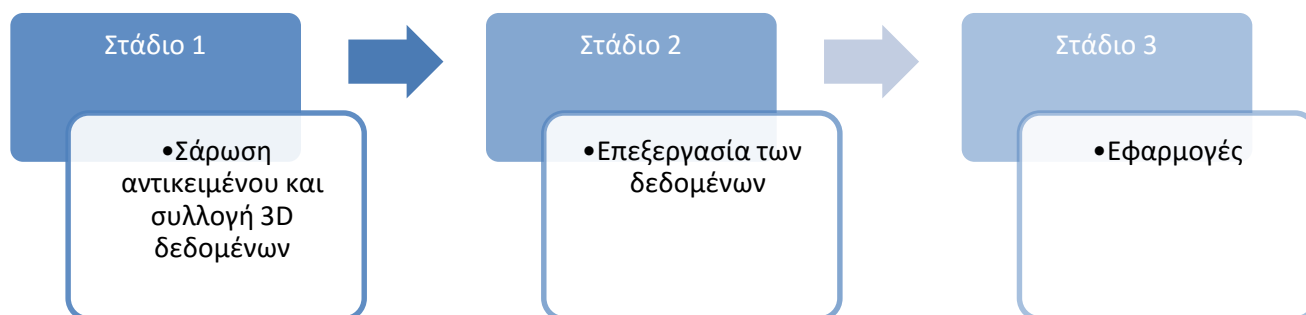 Στάδιο 1
•Σάρωση
αντικειμένου και
συλλογή 3D
δεδομένων
Στάδιο 2
•Επεξεργασία των
δεδομένων
Στάδιο 3
•Εφαρμογές